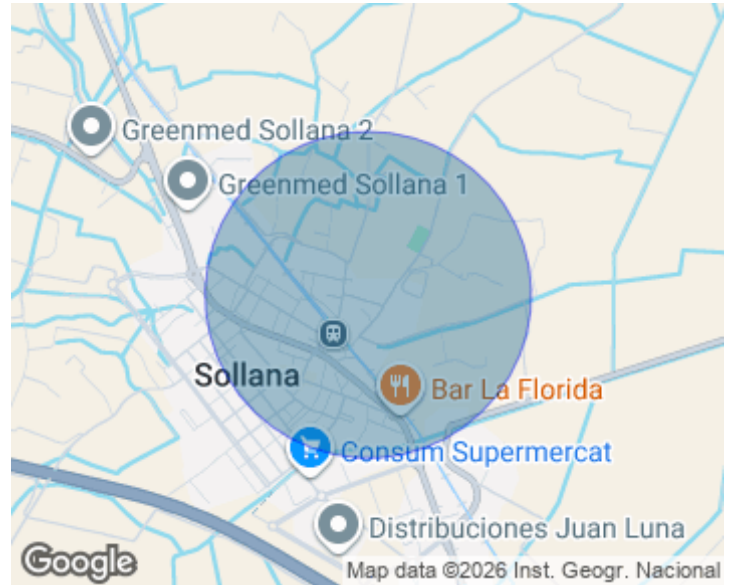 Greenmed Sollana 2
Greenmed Sollana 1
Sollana
Bar La Florida
Consum Supermercat
Distribuciones Juan Luna
Google
Map data ©2026 Inst. Geogr. Nacional